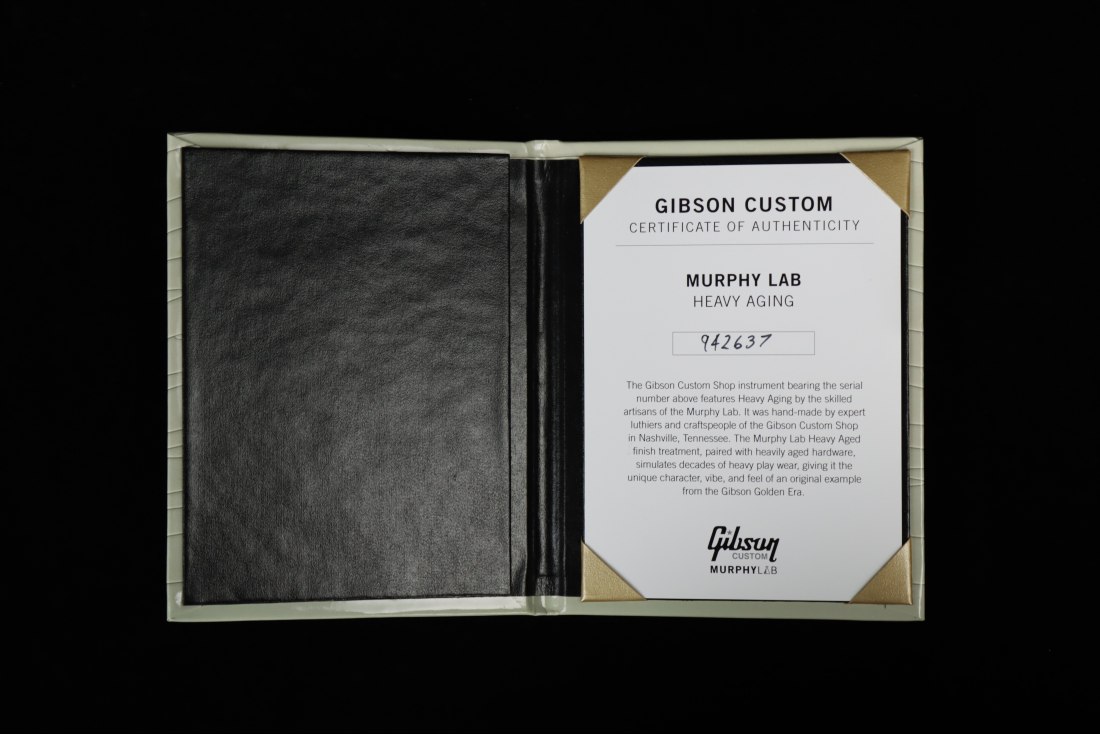 GIBSON CUSTOM
CERTIFICATE OF AUTHENTICITY
MURPHY LAB
HEAVY AGING
942637
The Gibson Custom Shop instrument bearing the serial
number above features Heavy Aging by the skilled
artisans of the Murphy Lab. It was hand-made by expert
luthiers and craftspeople of the Gibson Custom Shop
in Nashville, Tennessee. The Murphy Lab Heavy Aged
finish treatment, paired with heavily aged hardware,
simulates decades of heavy play wear, giving it the
unique character, vibe, and feel of an original example
from the Gibson Golden Era.
Gibson
CUSTOM
MURPHYLAB